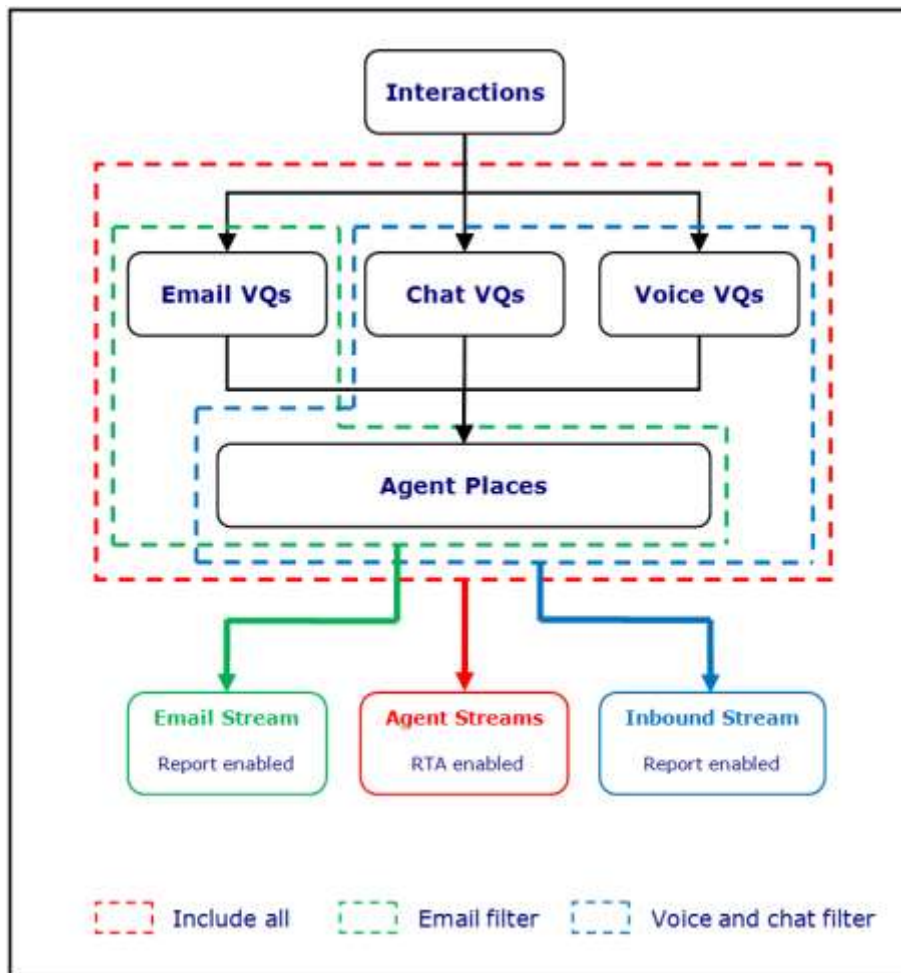 Interactions
Email VQs
Chat VQs
Voice VQs
Agent Places
Email Stream
Report enabled
Agent Streams
RTA enabled
Inbound Stream
Report enabled
Include all
Email filter
Voice and chat filter